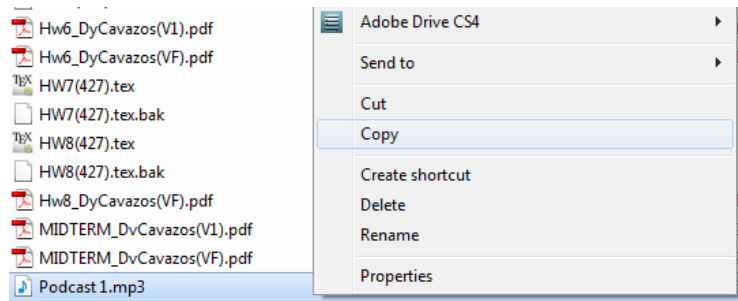 Hw6_DyCavazos(V1).pdf
Hw6_DyCavazos(VF).pdf
HW7(427).tex
HW7(427).tex.bak
HW8(427).tex
HW8(427).tex.bak
Hw8_DyCavazos(VF).pdf
MIDTERM_DvCavazos(V1).pdf
MIDTERM_DvCavazos(VF).pdf
Podcast 1.mp3
Adobe Drive CS4
Send to
Cut
Copy
Create shortcut
Delete
Rename
Properties